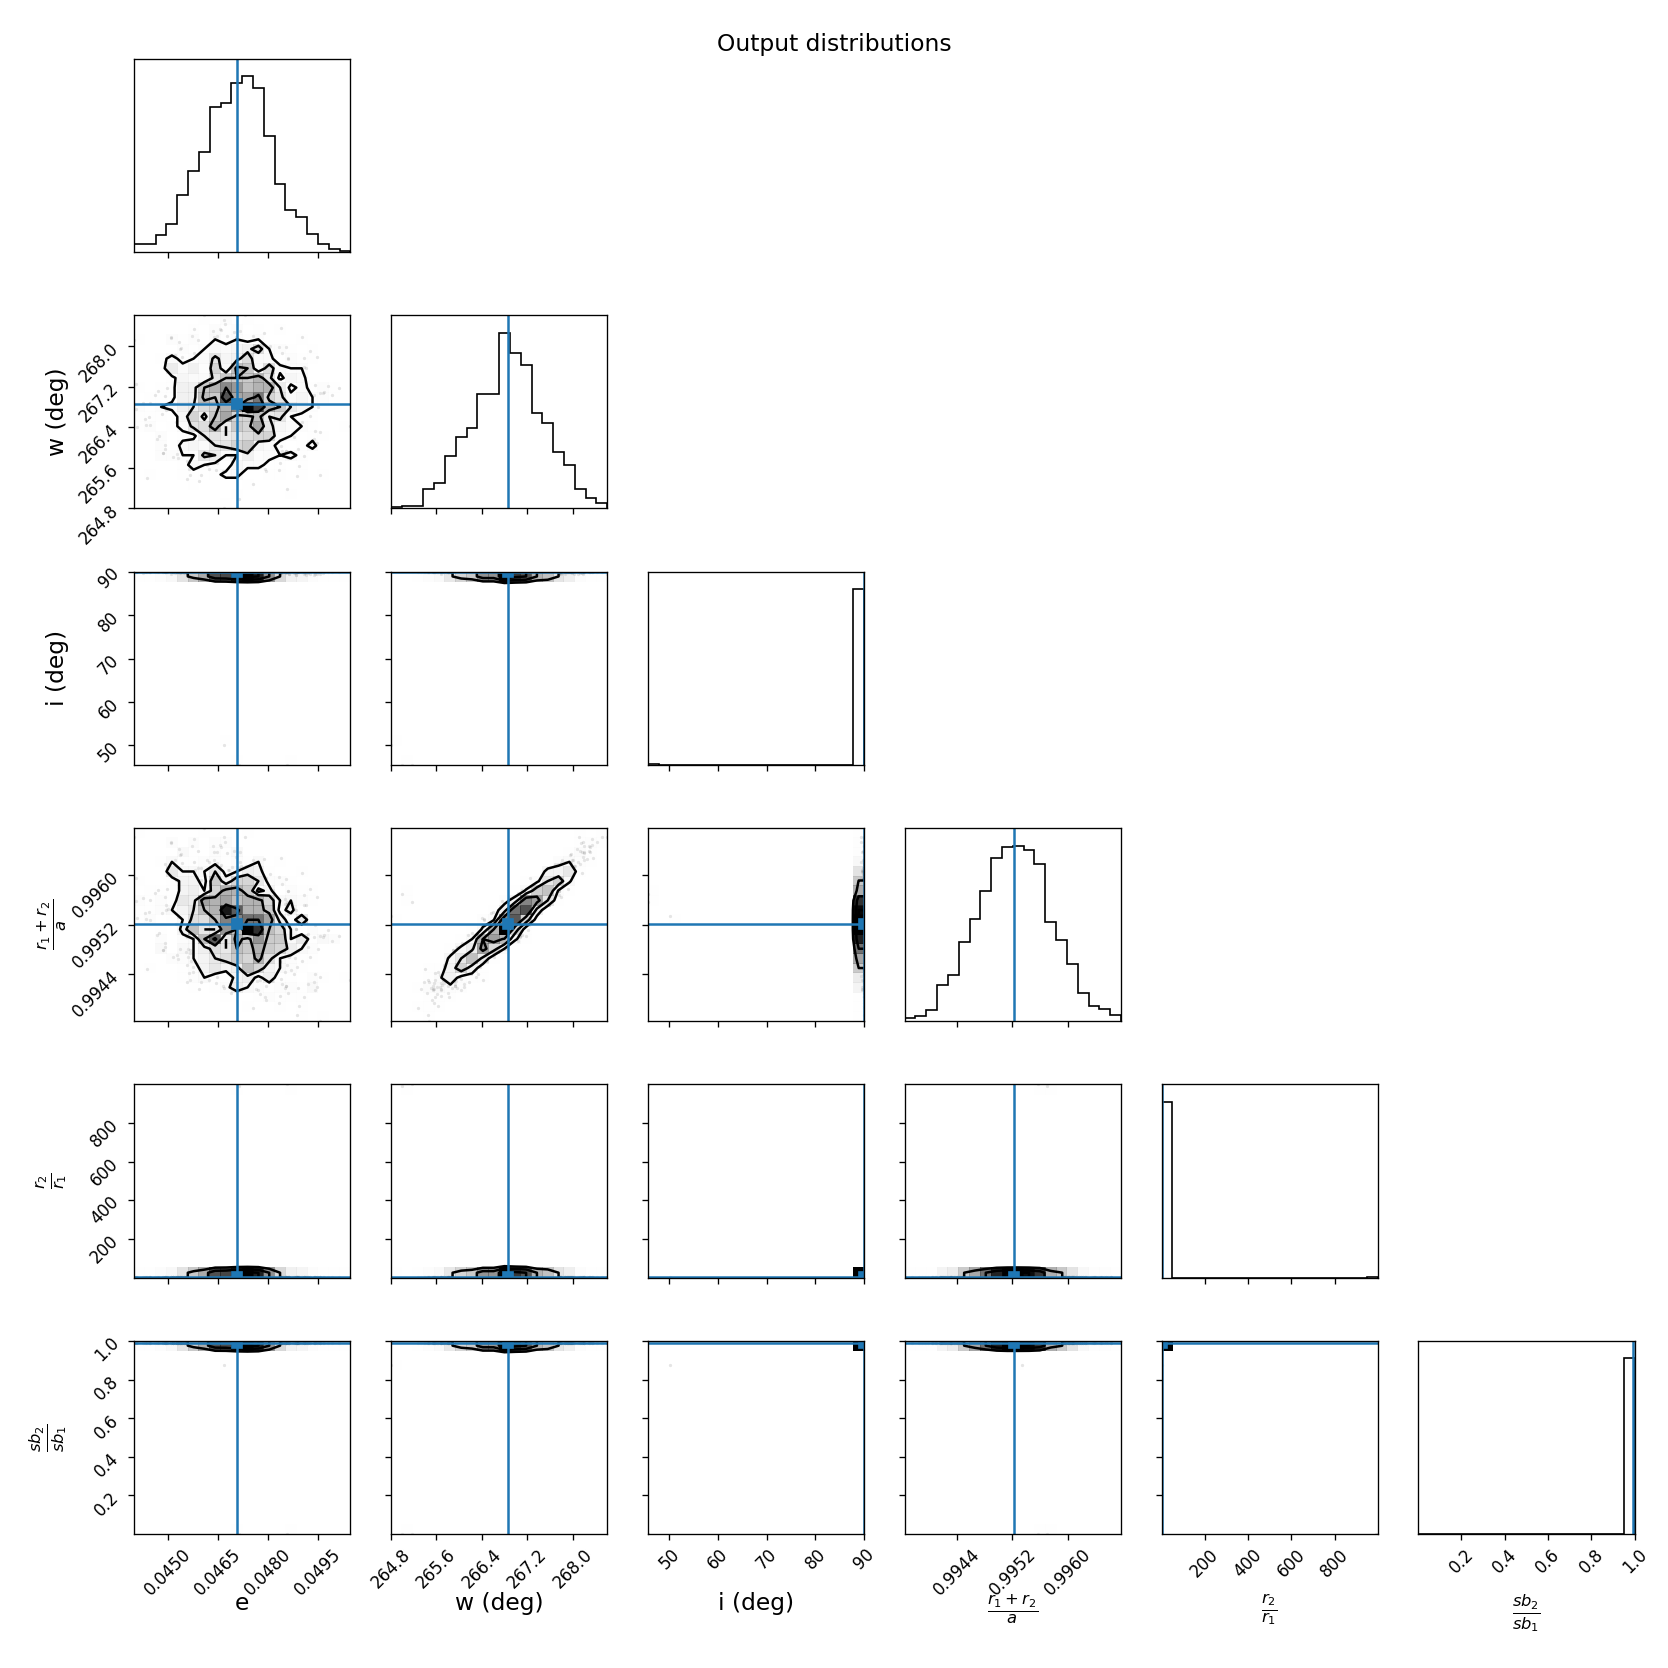 Output distributions
w (deg)
268.0
267.2
266.4
265.6
264.8
i (deg)
90
80
70
60
50
r₁ + r₂
a
0.9960
0.9952
0.9944
r₂
r₁
800
600
400
200
sb₂
sb₁
1.0
0.8
0.6
0.4
0.2
0.0450 0.0465 0.0480 0.0495
264.8 265.6 266.4 267.2 268.0
50 60 70 80 90
0.9944 0.9952 0.9960
200 400 600 800
0.2 0.4 0.6 0.8 1.0
e
w (deg)
i (deg)
r₁ + r₂
a
r₂
r₁
sb₂
sb₁